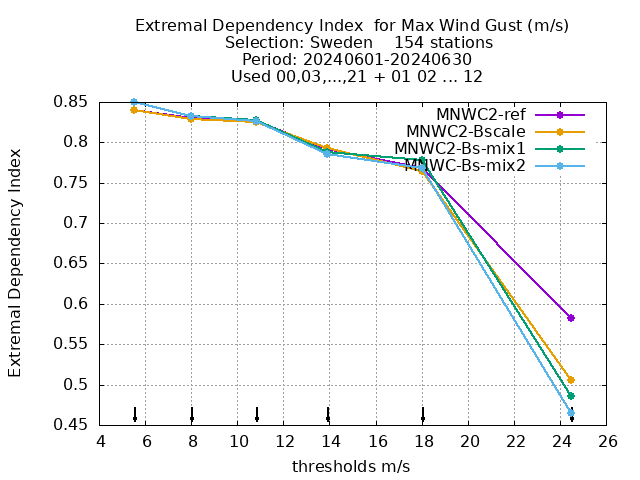 Extremal Dependency Index  for Max Wind Gust (m/s)
Selection: Sweden    154 stations
Period: 20240601-20240630
Used 00,03,...,21 + 01 02 ... 12
Extremal Dependency Index
0.85
0.8
0.75
0.7
0.65
0.6
0.55
0.5
0.45
MNWC2-ref
MNWC2-Bscale
MNWC2-Bs-mix1
MNWC-Bs-mix2
4 6 8 10 12 14 16 18 20 22 24 26
thresholds m/s